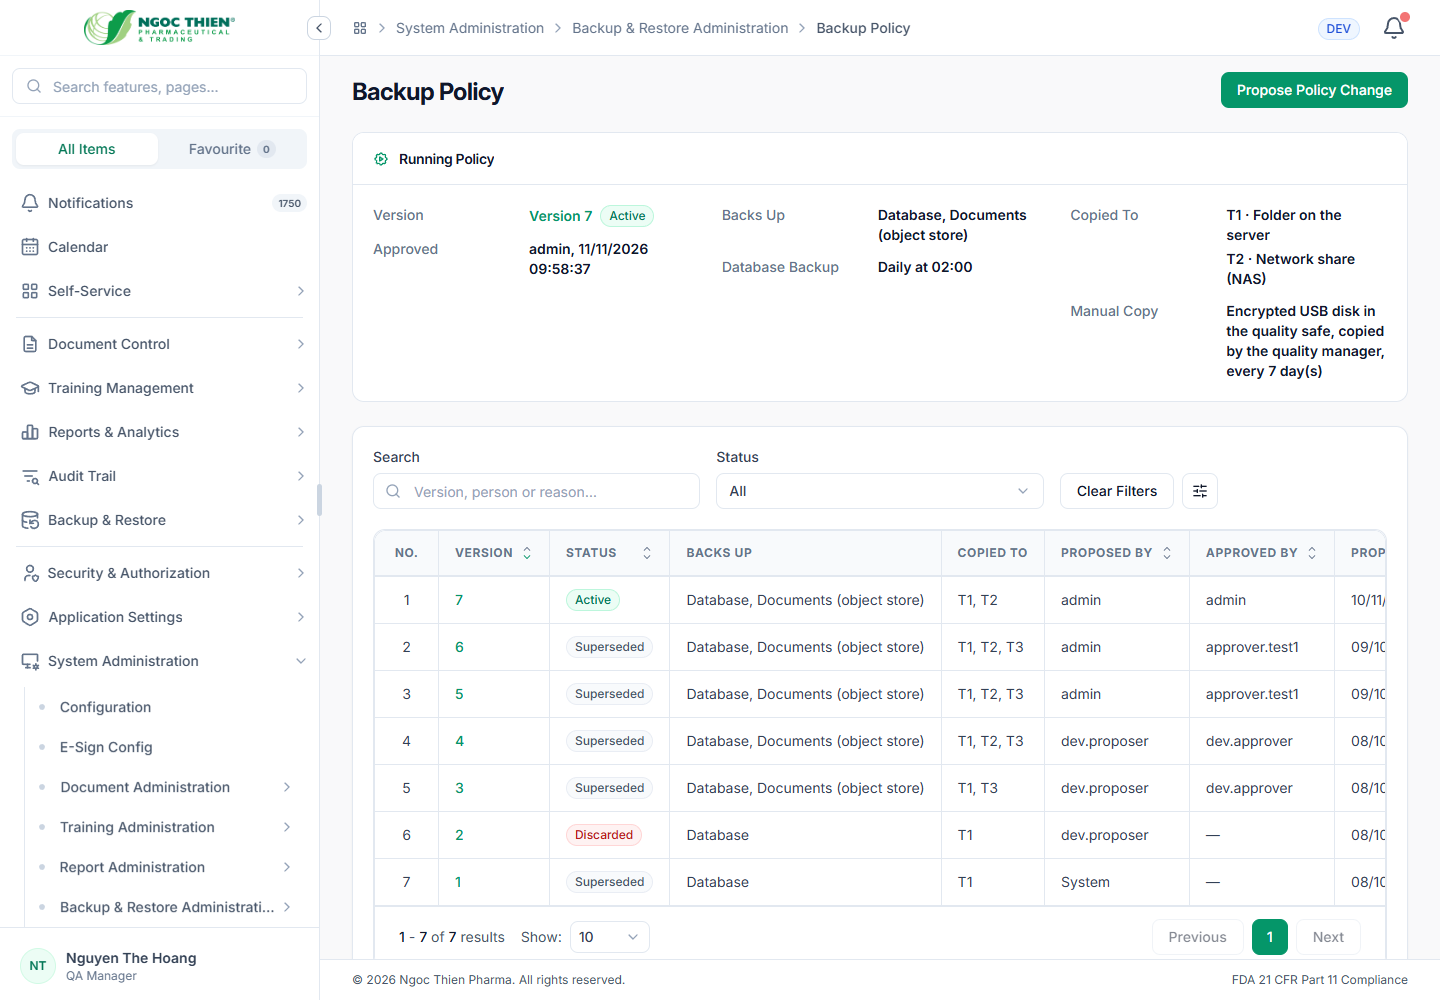 NGOC THIEN
PHARMACEUTICAL
& TRADING
Search features, pages...
All Items
Favourite 0
Notifications 1750
Calendar
Self-Service
Document Control
Training Management
Reports & Analytics
Audit Trail
Backup & Restore
Security & Authorization
Application Settings
System Administration
Configuration
E-Sign Config
Document Administration
Training Administration
Report Administration
Backup & Restore Administrati...
NT
Nguyen The Hoang
QA Manager
System Administration
Backup & Restore Administration
Backup Policy
DEV
Backup Policy
Propose Policy Change
Running Policy
Version
Version 7 Active
Approved
admin, 11/11/2026
09:58:37
Backs Up
Database, Documents
(object store)
Database Backup
Daily at 02:00
Copied To
T1 · Folder on the
server
T2 · Network share
(NAS)
Manual Copy
Encrypted USB disk in
the quality safe, copied
by the quality manager,
every 7 day(s)
Search
Version, person or reason...
Status
All
Clear Filters
NO. VERSION STATUS BACKS UP COPIED TO PROPOSED BY APPROVED BY PROP
1 7 Active Database, Documents (object store) T1, T2 admin admin 10/11/
2 6 Superseded Database, Documents (object store) T1, T2, T3 admin approver.test1 09/10
3 5 Superseded Database, Documents (object store) T1, T2, T3 admin approver.test1 09/10
4 4 Superseded Database, Documents (object store) T1, T2, T3 dev.proposer dev.approver 08/10
5 3 Superseded Database, Documents (object store) T1, T3 dev.proposer dev.approver 08/10
6 2 Discarded Database T1 dev.proposer — 08/10
7 1 Superseded Database T1 System — 08/10
1 - 7 of 7 results Show: 10
Previous 1 Next
© 2026 Ngoc Thien Pharma. All rights reserved.
FDA 21 CFR Part 11 Compliance